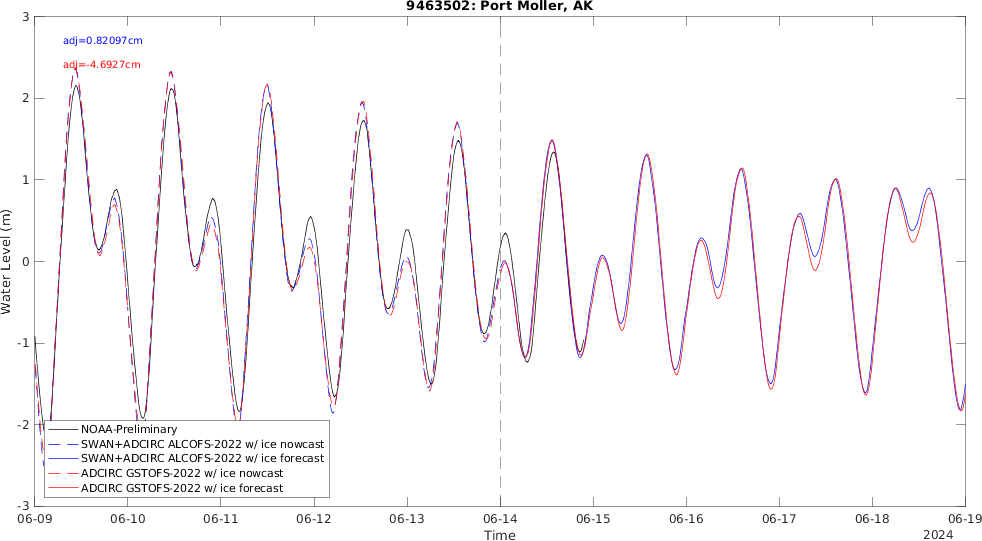 9463502: Port Moller, AK
adj=0.82097cm
adj=-4.6927cm
Water Level (m)
3
2
1
0
-1
-2
-3
NOAA-Preliminary
SWAN+ADCIRC ALCOFS-2022 w/ ice nowcast
SWAN+ADCIRC ALCOFS-2022 w/ ice forecast
ADCIRC GSTOFS-2022 w/ ice nowcast
ADCIRC GSTOFS-2022 w/ ice forecast
06-09 06-10 06-11 06-12 06-13 06-14 06-15 06-16 06-17 06-18 06-19
Time
2024